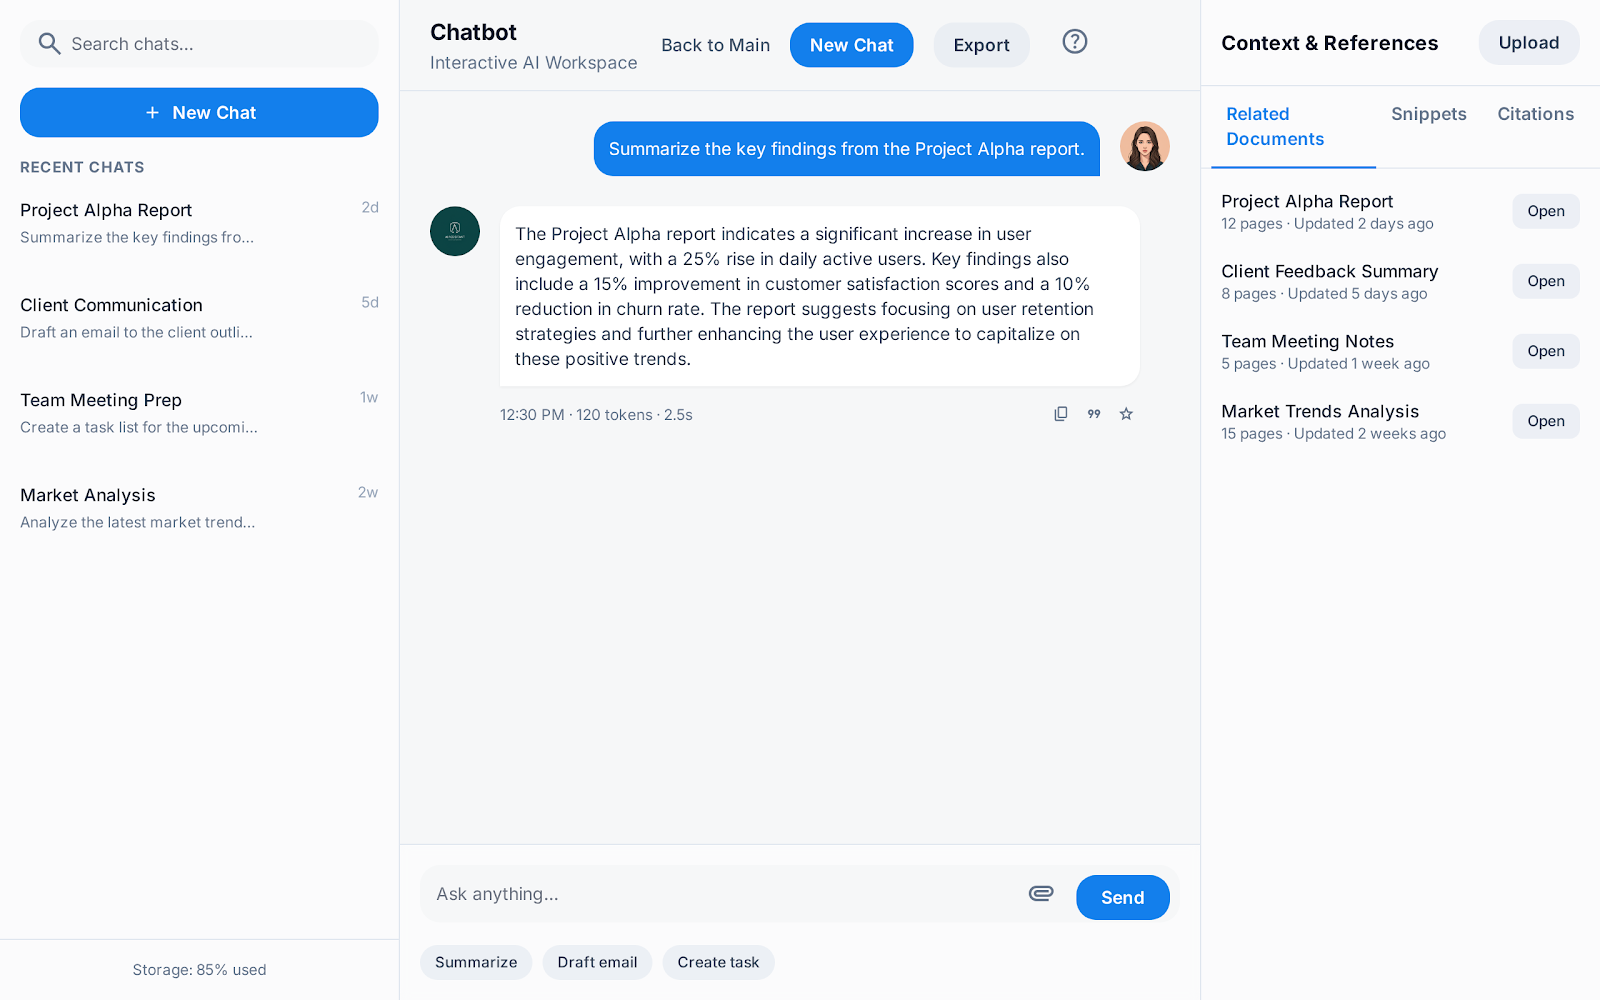 Search chats...
New Chat
RECENT CHATS
Project Alpha Report
2d
Summarize the key findings fro...
Client Communication
5d
Draft an email to the client outli...
Team Meeting Prep
1w
Create a task list for the upcomi...
Market Analysis
2w
Analyze the latest market trend...
Storage: 85% used
Chatbot
Interactive AI Workspace
Back to Main
New Chat
Export
Summarize the key findings from the Project Alpha report.
The Project Alpha report indicates a significant increase in user
engagement, with a 25% rise in daily active users. Key findings also
include a 15% improvement in customer satisfaction scores and a 10%
reduction in churn rate. The report suggests focusing on user retention
strategies and further enhancing the user experience to capitalize on
these positive trends.
12:30 PM · 120 tokens · 2.5s
Ask anything...
Send
Summarize
Draft email
Create task
Context & References
Upload
Related
Documents
Snippets
Citations
Project Alpha Report
12 pages · Updated 2 days ago
Open
Client Feedback Summary
8 pages · Updated 5 days ago
Open
Team Meeting Notes
5 pages · Updated 1 week ago
Open
Market Trends Analysis
15 pages · Updated 2 weeks ago
Open